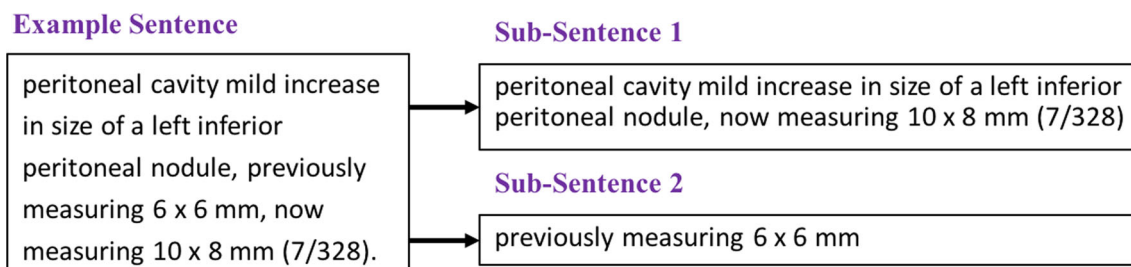 Example Sentence
peritoneal cavity mild increase
in size of a left inferior
peritoneal nodule, previously
measuring 6 x 6 mm, now
measuring 10 x 8 mm (7/328).
Sub-Sentence 1
peritoneal cavity mild increase in size of a left inferior
peritoneal nodule, now measuring 10 x 8 mm (7/328)
Sub-Sentence 2
previously measuring 6 x 6 mm